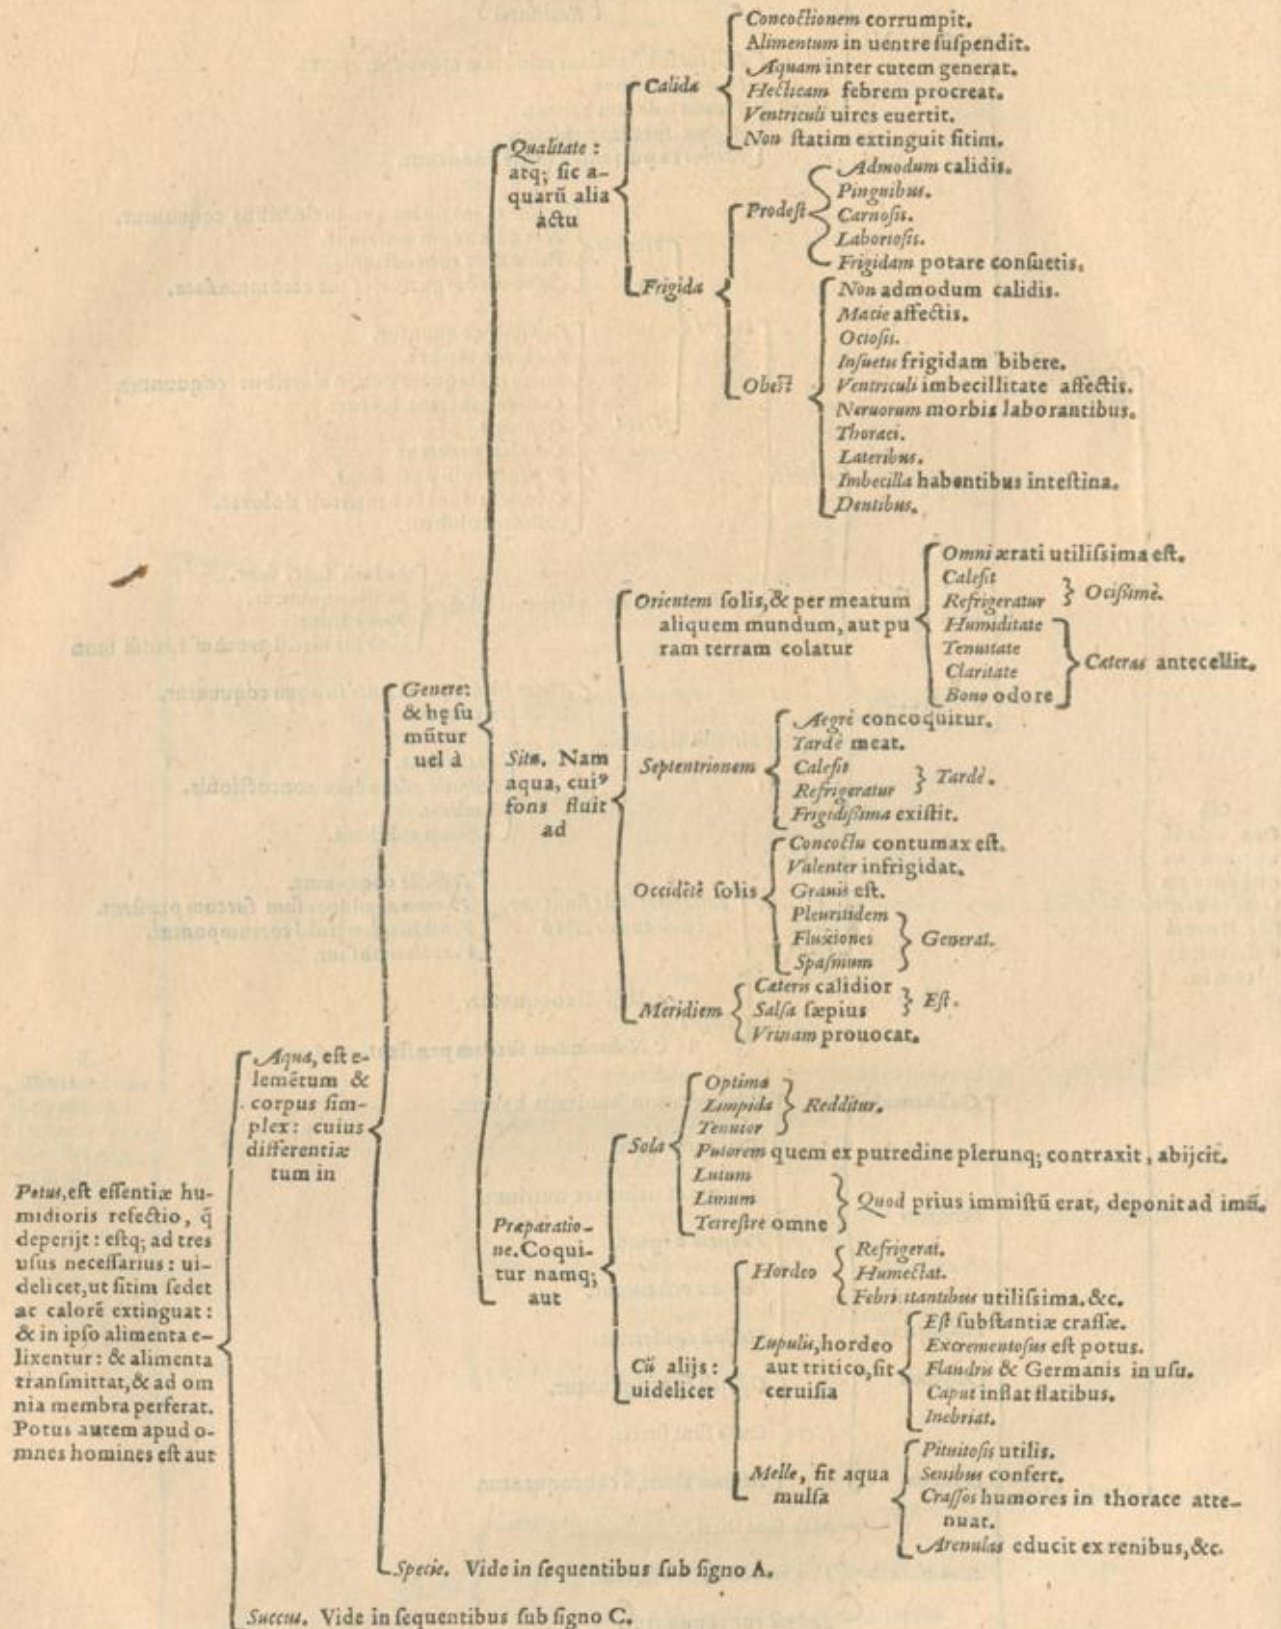 Potus, est essentiæ hu-
midioris refectio, q̄
deperijt: estq; ad tres
usus necessarius: ui-
delicet, ut sitim sedet
ac calorē extinguat:
& in ipso alimenta e-
lixentur: & alimenta
transmittat, & ad om
nia membra perferat.
Potus autem apud o-
mnes homines est aut
Aqua, est e-
lemētum &
corpus sim-
plex: cuius
differentiæ
tum in
Genere:
& hę su
mūtur
uel à
Qualitate:
atq; sic a-
quarū alia
actu
Calida
Concoctionem corrumpit.
Alimentum in uentre suspendit.
Aquam inter cutem generat.
Hecticam febrem procreat.
Ventriculi uires euertit.
Non statim extinguit sitim.
Frigida
Prodest
Admodum calidis.
Pinguibus.
Carnosis.
Laboriosis.
Frigidam potare consuetis.
Obest
Non admodum calidis.
Macie affectis.
Ociosis.
Insuetis frigidam bibere.
Ventriculi imbecillitate affectis.
Neruorum morbis laborantibus.
Thoraci.
Lateribus.
Imbecilla habentibus intestina.
Dentibus.
Situ. Nam
aqua, cui⁹
fons fluit
ad
Orientem solis, & per meatum
aliquem mundum, aut pu
ram terram colatur
Omni ærati utilissima est.
Calefit
Refrigeratur
Ocißimè.
Humiditate
Tenuitate
Claritate
Bono odore
Cæteras antecellit.
Septentrionem
Aegrè concoquitur.
Tardè meat.
Calefit
Refrigeratur
Tardè.
Frigidißima existit.
Occidētē solis
Concoctu contumax est.
Valenter infrigidat.
Grauis est.
Pleuritidem
Fluxiones
Spasmum
Generat.
Meridiem
Cæteris calidior
Salsa sæpius
Est.
Vrinam prouocat.
Præparatio-
ne. Coqui-
tur namq;
aut
Sola
Optima
Limpida
Tenuior
Redditur.
Putorem quem ex putredine plerunq; contraxit, abijcit.
Lutum
Limum
Terrestre omne
Quod prius immistū erat, deponit ad imū.
Cū alijs:
uidelicet
Hordeo
Refrigerat.
Humectat.
Febricitantibus utilissima. &c.
Lupulis, hordeo
aut tritico, fit
ceruisia
Est substantiæ crassæ.
Excrementosus est potus.
Flandris & Germanis in usu.
Caput inflat flatibus.
Inebriat.
Melle, fit aqua
mulsa
Pituitosis utilis.
Senibus confert.
Crassos humores in thorace atte-
nuat.
Arenulas educit ex renibus, &c.
Specie. Vide in sequentibus sub signo A.
Succus. Vide in sequentibus sub signo C.